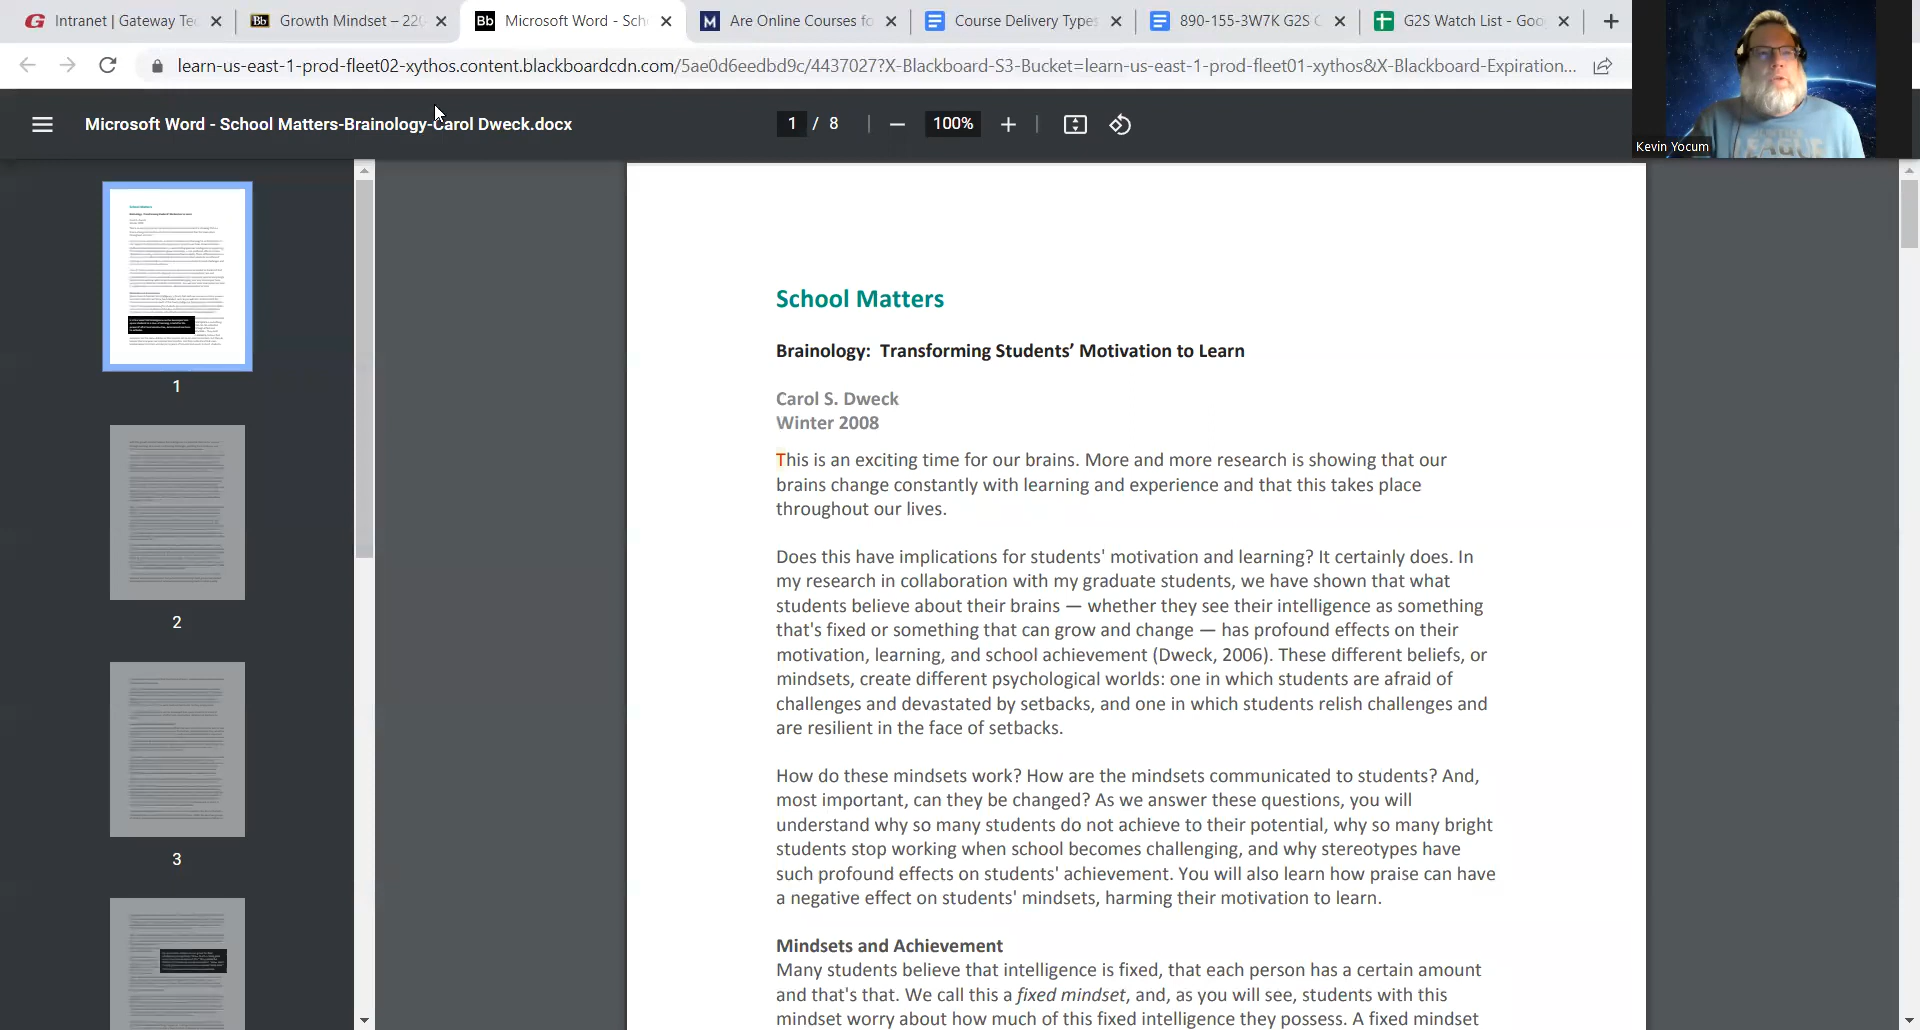 Intranet | Gateway Te
Growth Mindset – 220
Microsoft Word - Sch
Are Online Courses fo
Course Delivery Types
890-155-3W7K G2S C
G2S Watch List - Goo
learn-us-east-1-prod-fleet02-xythos.content.blackboardcdn.com/5ae0d6eedbd9c/4437027?X-Blackboard-S3-Bucket=learn-us-east-1-prod-fleet01-xythos&X-Blackboard-Expiration...
Microsoft Word - School Matters-Brainology-Carol Dweck.docx
1 / 8
100%
JUSTICE
LEAGUE
Kevin Yocum
1
2
3
School Matters
Brainology: Transforming Students' Motivation to Learn
Carol S. Dweck
Winter 2008
This is an exciting time for our brains. More and more research is showing that our
brains change constantly with learning and experience and that this takes place
throughout our lives.
Does this have implications for students' motivation and learning? It certainly does. In
my research in collaboration with my graduate students, we have shown that what
students believe about their brains — whether they see their intelligence as something
that's fixed or something that can grow and change — has profound effects on their
motivation, learning, and school achievement (Dweck, 2006). These different beliefs, or
mindsets, create different psychological worlds: one in which students are afraid of
challenges and devastated by setbacks, and one in which students relish challenges and
are resilient in the face of setbacks.
How do these mindsets work? How are the mindsets communicated to students? And,
most important, can they be changed? As we answer these questions, you will
understand why so many students do not achieve to their potential, why so many bright
students stop working when school becomes challenging, and why stereotypes have
such profound effects on students' achievement. You will also learn how praise can have
a negative effect on students' mindsets, harming their motivation to learn.
Mindsets and Achievement
Many students believe that intelligence is fixed, that each person has a certain amount
and that's that. We call this a fixed mindset, and, as you will see, students with this
mindset worry about how much of this fixed intelligence they possess. A fixed mindset